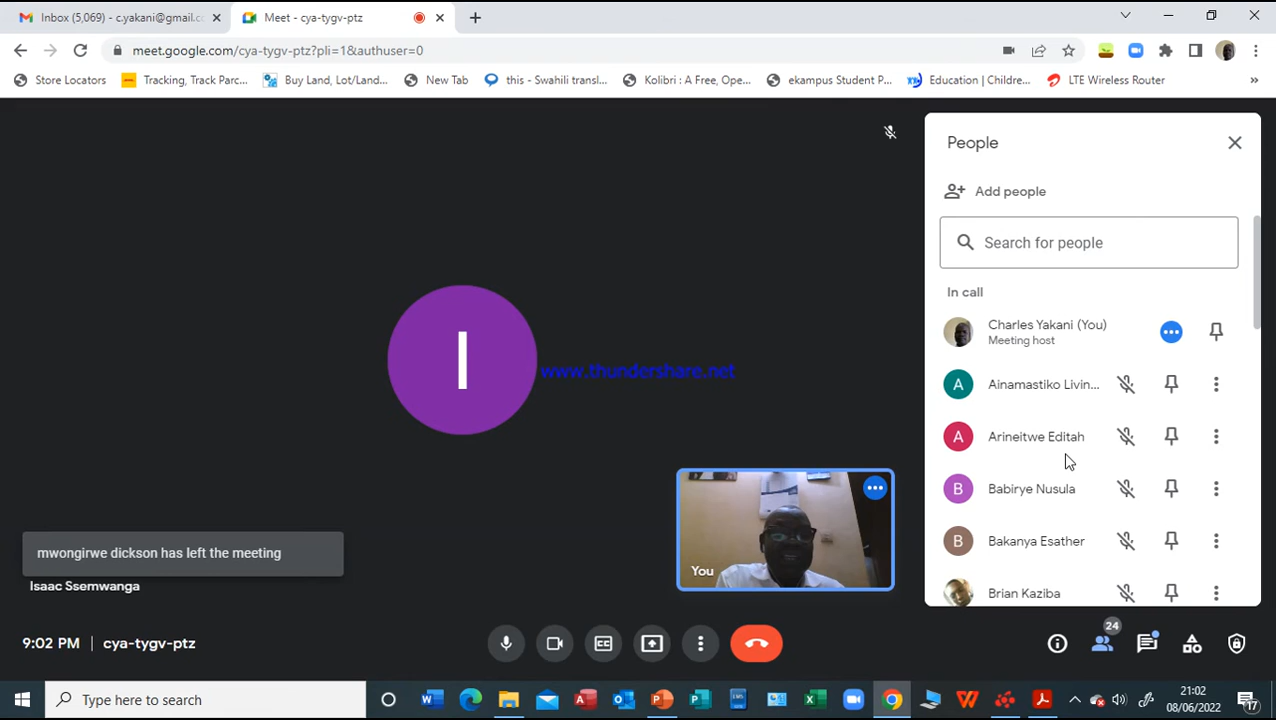 Inbox (5,069) - c.yakani@gmail.c
Meet - cya-tygv-ptz
meet.google.com/cya-tygv-ptz?pli=1&authuser=0
Store Locators
Tracking, Track Parc...
Buy Land, Lot/Land...
New Tab
this - Swahili transl...
Kolibri : A Free, Ope...
ekampus Student P...
Education | Childre...
LTE Wireless Router
»
People
Add people
Search for people
In call
Charles Yakani (You)
Meeting host
A Ainamastiko Livin...
A Arineitwe Editah
B Babirye Nusula
B Bakanya Esather
Brian Kaziba
I
www.thundershare.net
You
mwongirwe dickson has left the meeting
Isaac Ssemwanga
9:02 PM | cya-tygv-ptz
24
Type here to search
21:02
08/06/2022
17